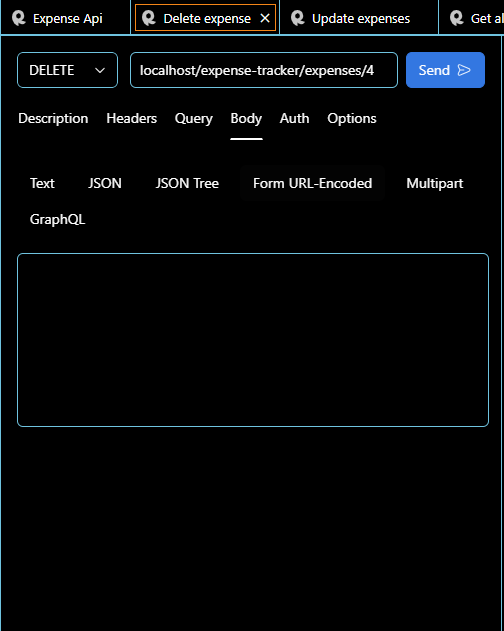 Expense Api Delete expense Update expenses Get al
DELETE localhost/expense-tracker/expenses/4 Send
Description Headers Query Body Auth Options
Text JSON JSON Tree Form URL-Encoded Multipart
GraphQL